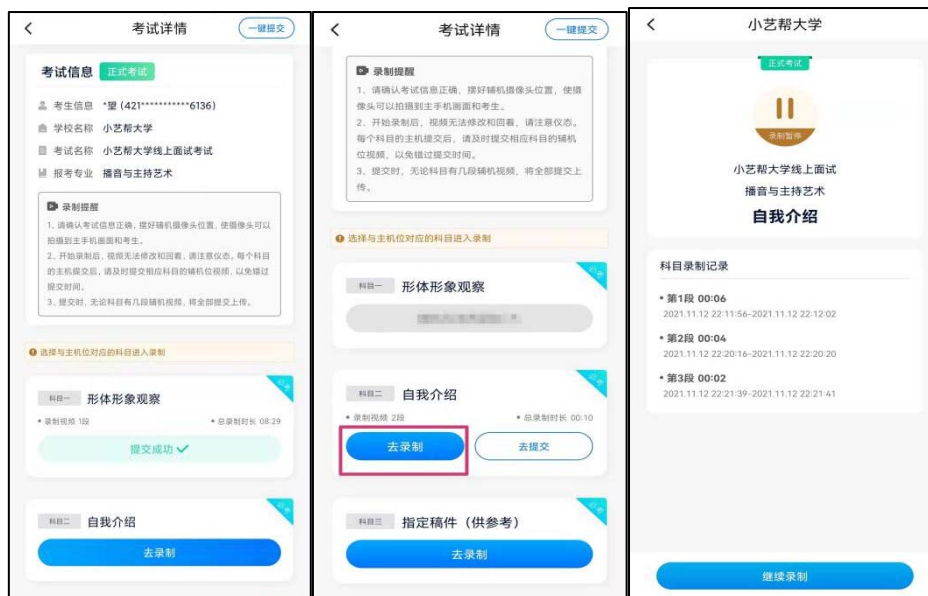 考试详情
一键提交
考试信息 正式考试
考生信息 *望 (421***********6136)
学校名称 小艺帮大学
考试名称 小艺帮大学线上面试考试
报考专业 播音与主持艺术
录制提醒
1、请确认考试信息正确，摆好辅机摄像头位置，使摄像头可以
拍摄到主手机画面和考生。
2、开始录制后，视频无法修改和回看，请注意仪态。每个科目
的主机提交后，请及时提交相应科目的辅机位视频，以免错过
提交时间。
3、提交时，无论科目有几段辅机视频，将全部提交上传。
选择与主机位对应的科目进入录制
必考
科目一 形体形象观察
• 录制视频 1段 • 总录制时长 08:29
提交成功
必考
科目二 自我介绍
去录制
考试详情
一键提交
录制提醒
1、请确认考试信息正确，摆好辅机摄像头位置，使摄
像头可以拍摄到主手机画面和考生。
2、开始录制后，视频无法修改和回看，请注意仪态。
每个科目的主机提交后，请及时提交相应科目的辅机
位视频，以免错过提交时间。
3、提交时，无论科目有几段辅机视频，将全部提交上
传。
选择与主机位对应的科目进入录制
必考
科目一 形体形象观察
必考
科目二 自我介绍
• 录制视频 2段 • 总录制时长 00:10
去录制 去提交
必考
科目三 指定稿件（供参考）
去录制
小艺帮大学
正式考试
录制暂停
小艺帮大学线上面试
播音与主持艺术
自我介绍
科目录制记录
• 第1段 00:06
2021.11.12 22:11:56-2021.11.12 22:12:02
• 第2段 00:04
2021.11.12 22:20:16-2021.11.12 22:20:20
• 第3段 00:02
2021.11.12 22:21:39-2021.11.12 22:21:41
继续录制